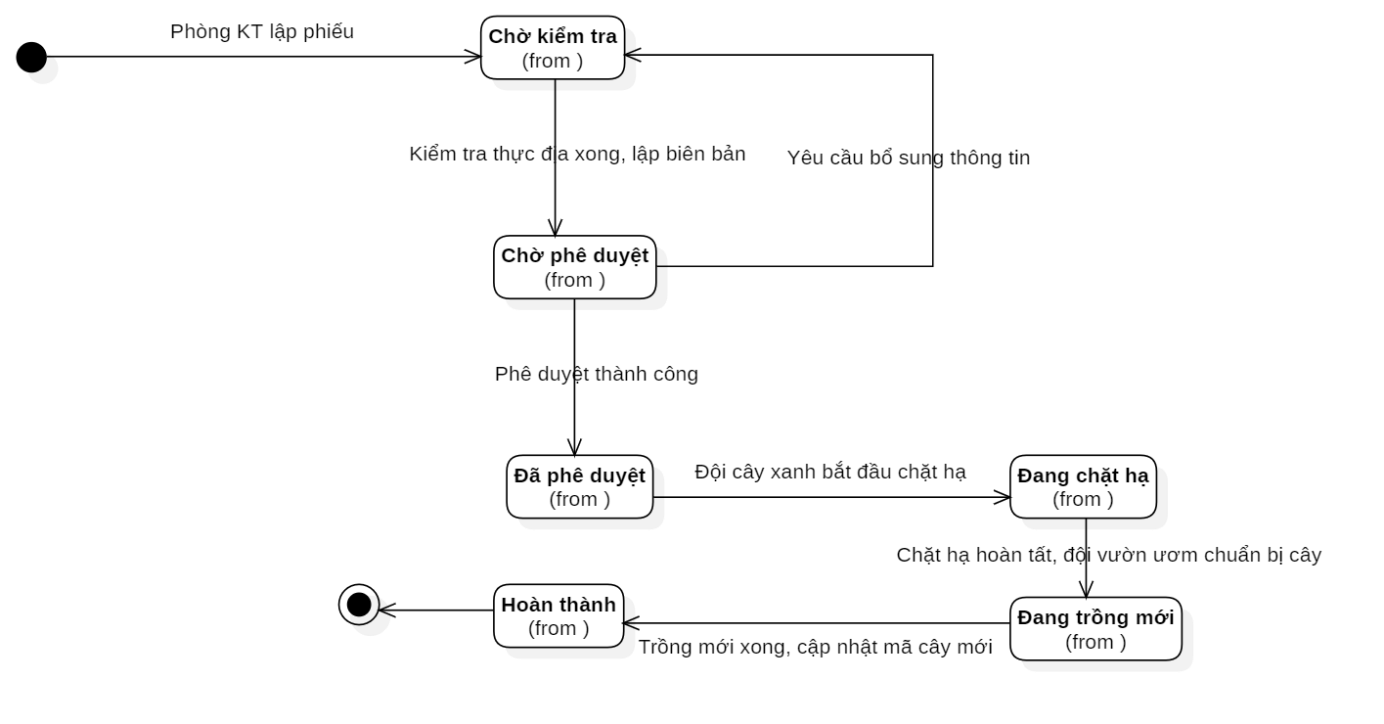 Phòng KT lập phiếu
Chờ kiểm tra
(from )
Kiểm tra thực địa xong, lập biên bản
Yêu cầu bổ sung thông tin
Chờ phê duyệt
(from )
Phê duyệt thành công
Đã phê duyệt
(from )
Đội cây xanh bắt đầu chặt hạ
Đang chặt hạ
(from )
Chặt hạ hoàn tất, đội vườn ươm chuẩn bị cây
Hoàn thành
(from )
Trồng mới xong, cập nhật mã cây mới
Đang trồng mới
(from )